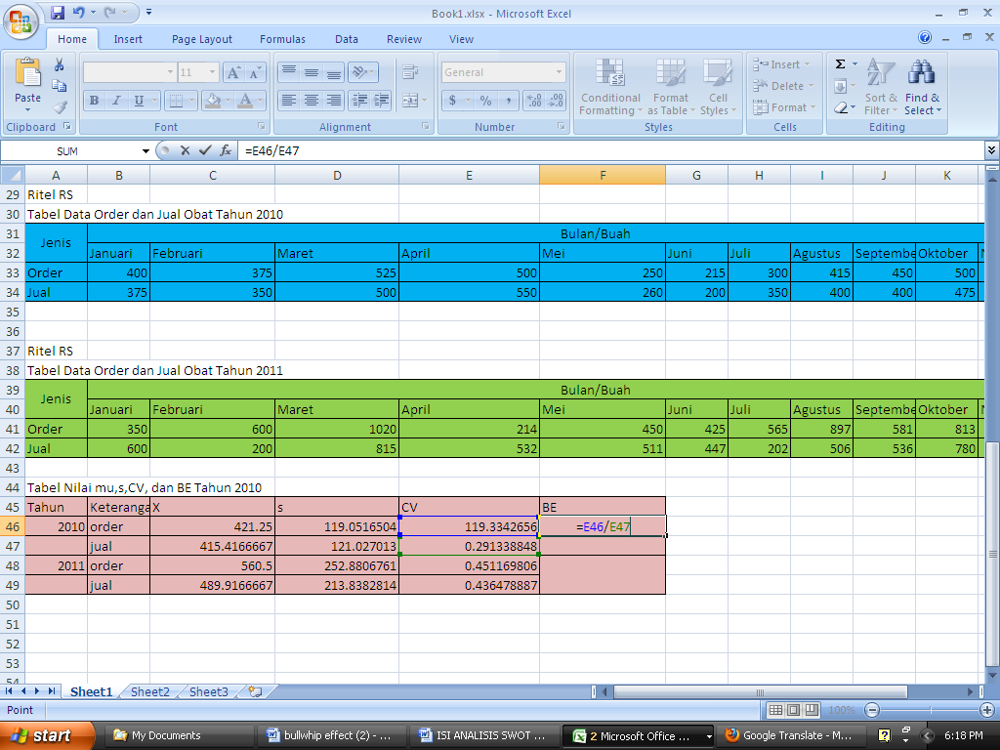 Book1.xlsx - Microsoft Excel
Home Insert Page Layout Formulas Data Review View
Paste 11 A A General Conditional Formatting Format as Table Cell Styles Insert Delete Format Σ Sort & Filter Find & Select
B I U A $ % ,
Clipboard Font Alignment Number Styles Cells Editing
SUM fx =E46/E47
A B C D E F G H I J K
29 Ritel RS
30 Tabel Data Order dan Jual Obat Tahun 2010
31 Jenis Bulan/Buah
32 Januari Februari Maret April Mei Juni Juli Agustus Septembe Oktober
33 Order 400 375 525 500 250 215 300 415 450 500
34 Jual 375 350 500 550 260 200 350 400 400 475
35
36
37 Ritel RS
38 Tabel Data Order dan Jual Obat Tahun 2011
39 Jenis Bulan/Buah
40 Januari Februari Maret April Mei Juni Juli Agustus Septembe Oktober
41 Order 350 600 1020 214 450 425 565 897 581 813
42 Jual 600 200 815 532 511 447 202 506 536 780
43
44 Tabel Nilai mu,s,CV, dan BE Tahun 2010
45 Tahun Keteranga X s CV BE
46 2010 order 421.25 119.0516504 119.3342656 =E46/E47
47 jual 415.4166667 121.027013 0.291338848
48 2011 order 560.5 252.8806761 0.451169806
49 jual 489.9166667 213.8382814 0.436478887
50
51
52
53
54
Sheet1 Sheet2 Sheet3
Point 100%
start My Documents bullwhip effect (2) - ... ISI ANALISIS SWOT ... 2 Microsoft Office ... Google Translate - M... 6:18 PM